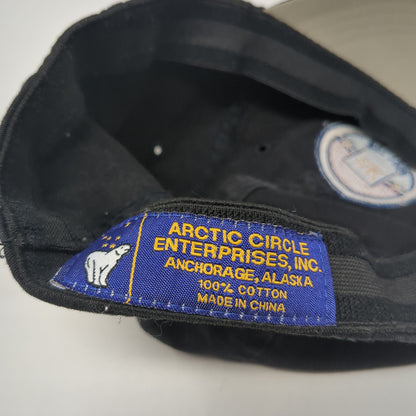 ARCTIC CIRCLE
ENTERPRISES, INC.
ANCHORAGE, ALASKA
100% COTTON
MADE IN CHINA